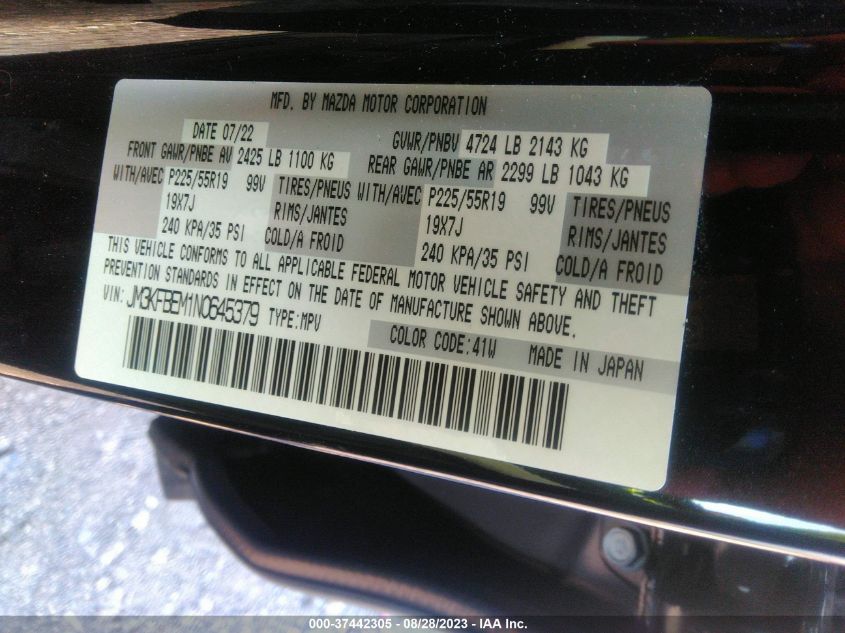 MFD. BY MAZDA MOTOR CORPORATION
DATE 07/22 GVWR/PNBV 4724 LB 2143 KG
FRONT GAWR/PNBE AV 2425 LB 1100 KG REAR GAWR/PNBE AR 2299 LB 1043 KG
WITH/AVEC P225/55R19 99V TIRES/PNEUS WITH/AVEC P225/55R19 99V TIRES/PNEUS
19X7J RIMS/JANTES 19X7J RIMS/JANTES
240 KPA/35 PSI COLD/A FROID 240 KPA/35 PSI COLD/A FROID
THIS VEHICLE CONFORMS TO ALL APPLICABLE FEDERAL MOTOR VEHICLE SAFETY AND THEFT
PREVENTION STANDARDS IN EFFECT ON THE DATE OF MANUFACTURE SHOWN ABOVE.
VIN: JM3KFBEM1N0645379 TYPE:MPV
COLOR CODE:41W MADE IN JAPAN
000-37442305 - 08/28/2023 - IAA Inc.